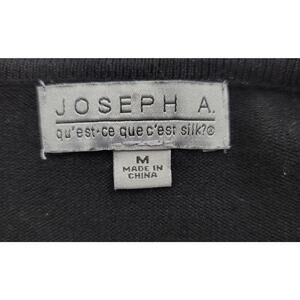 JOSEPH A.
qu'est-ce que c'est silk?®
M
MADE IN
CHINA